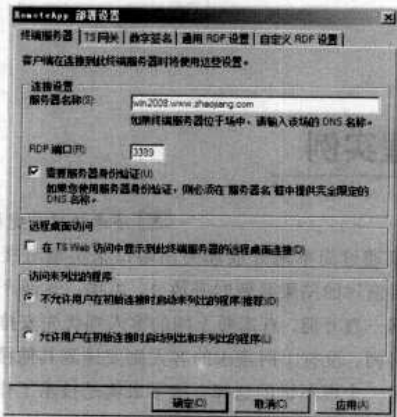 RemoteApp 部署设置
终端服务器 TS 网关 数字签名 通用 RDP 设置 自定义 RDP 设置
客户端在连接到此终端服务器时将使用这些设置。
连接设置
服务器名称(S):
win2008.www.zhaojiang.com
如果终端服务器位于场中，请输入该场的 DNS 名称。
RDP 端口(R):
3389
需要服务器身份验证(U)
如果您使用服务器身份验证，则必须在 服务器名 框中提供完全限定的
DNS 名称。
远程桌面访问
在 TS Web 访问中显示到此终端服务器的远程桌面连接(D)
访问未列出的程序
不允许用户在初始连接时启动未列出的程序(推荐)(O)
允许用户在初始连接时启动列出和未列出的程序(L)
确定(O) 取消(C) 应用(A)